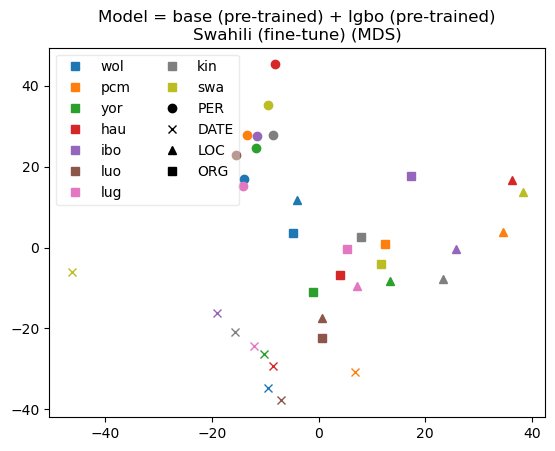 Model = base (pre-trained) + Igbo (pre-trained)
Swahili (fine-tune) (MDS)
wol
pcm
yor
hau
ibo
luo
lug
kin
swa
PER
DATE
LOC
ORG
40
20
0
−20
−40
−40
−20
0
20
40